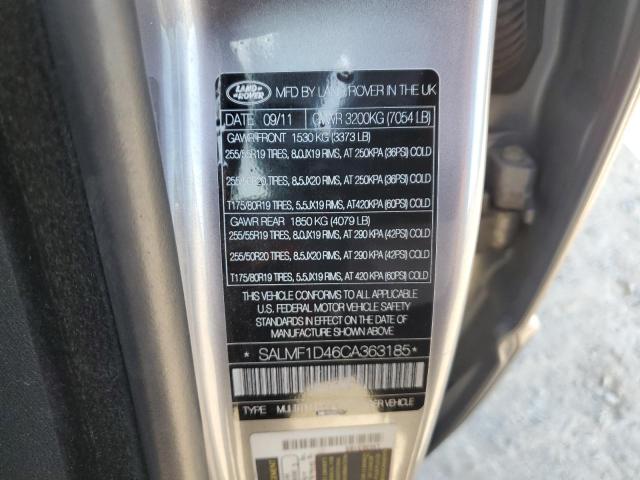 LAND ROVER
MFD BY LAND ROVER IN THE UK
DATE 09/11 GVWR 3200KG (7054 LB)
GAWR FRONT 1530 KG (3373 LB)
255/55R19 TIRES, 8.0JX19 RIMS, AT 250KPA (36PSI) COLD
255/50R20 TIRES, 8.5JX20 RIMS, AT 250KPA (36PSI) COLD
T175/80R19 TIRES, 5.5JX19 RIMS, AT 420KPA (60PSI) COLD
GAWR REAR 1850 KG (4079 LB)
255/55R19 TIRES, 8.0JX19 RIMS, AT 290 KPA (42PSI) COLD
255/50R20 TIRES, 8.5JX20 RIMS, AT 290 KPA (42PSI) COLD
T175/80R19 TIRES, 5.5JX19 RIMS, AT 420 KPA (60PSI) COLD
THIS VEHICLE CONFORMS TO ALL APPLICABLE
U.S. FEDERAL MOTOR VEHICLE SAFETY
STANDARDS IN EFFECT ON THE DATE
OF MANUFACTURE SHOWN ABOVE
* SALMF1D46CA363185 *
TYPE VEHICLE